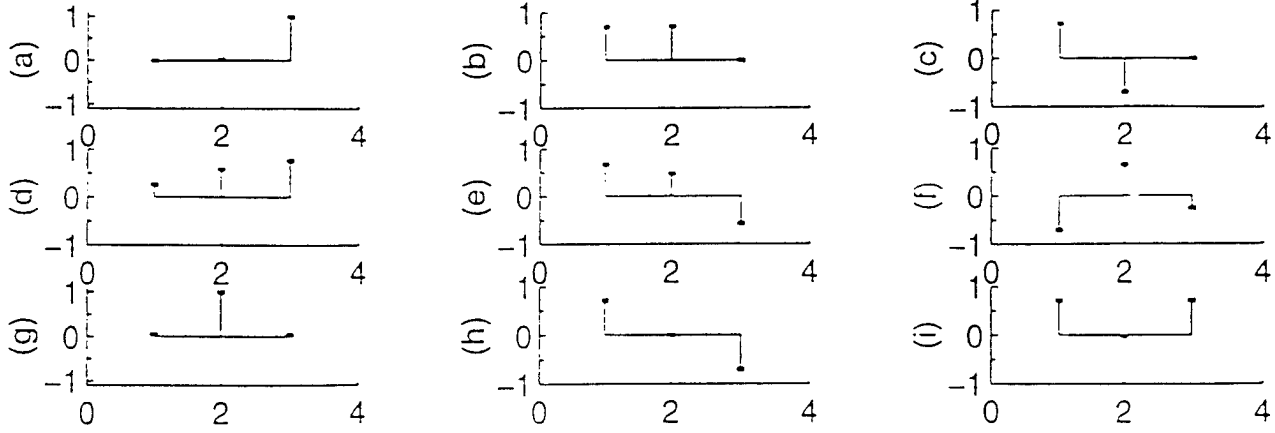 (a) 1 0 −1 0 2 4
(b) 1 0 −1 0 2 4
(c) 1 0 −1 0 2 4
(d) 1 0 −1 0 2 4
(e) 1 0 −1 0 2 4
(f) 1 0 −1 0 2 4
(g) 1 0 −1 0 2 4
(h) 1 0 −1 0 2 4
(i) 1 0 −1 0 2 4